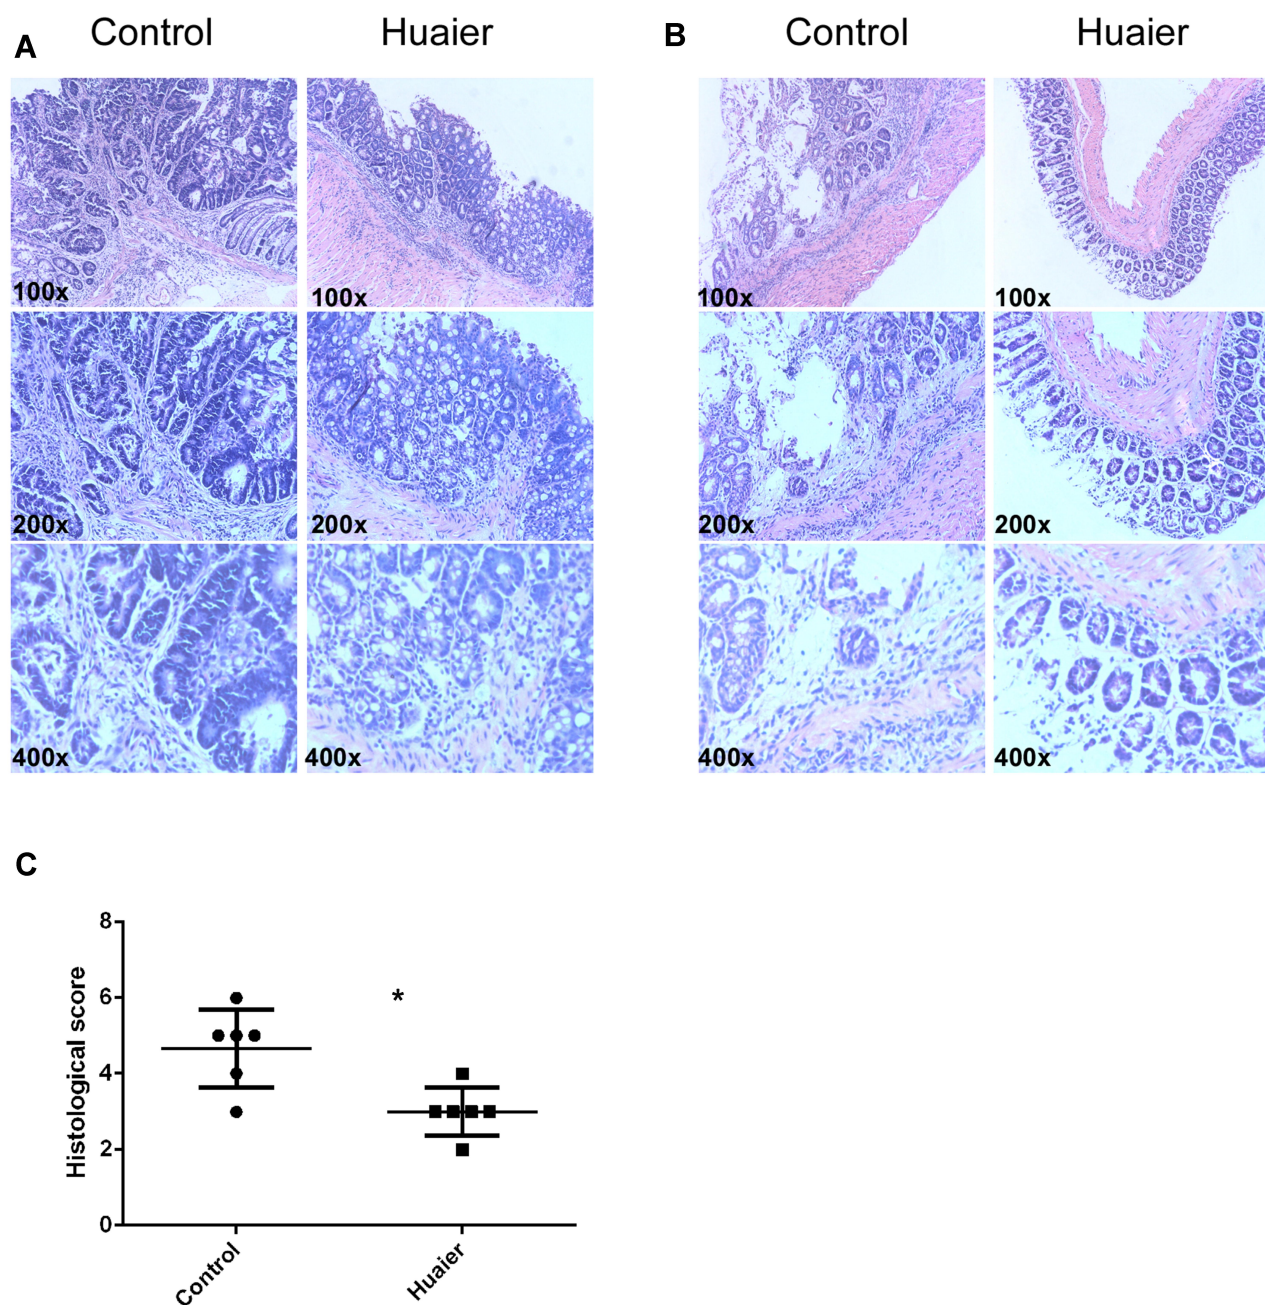 A Control Huaier
B Control Huaier
100x 100x 100x 100x
200x 200x 200x 200x
400x 400x 400x 400x
C
Histological score
8
6
4
2
0
*
Control Huaier